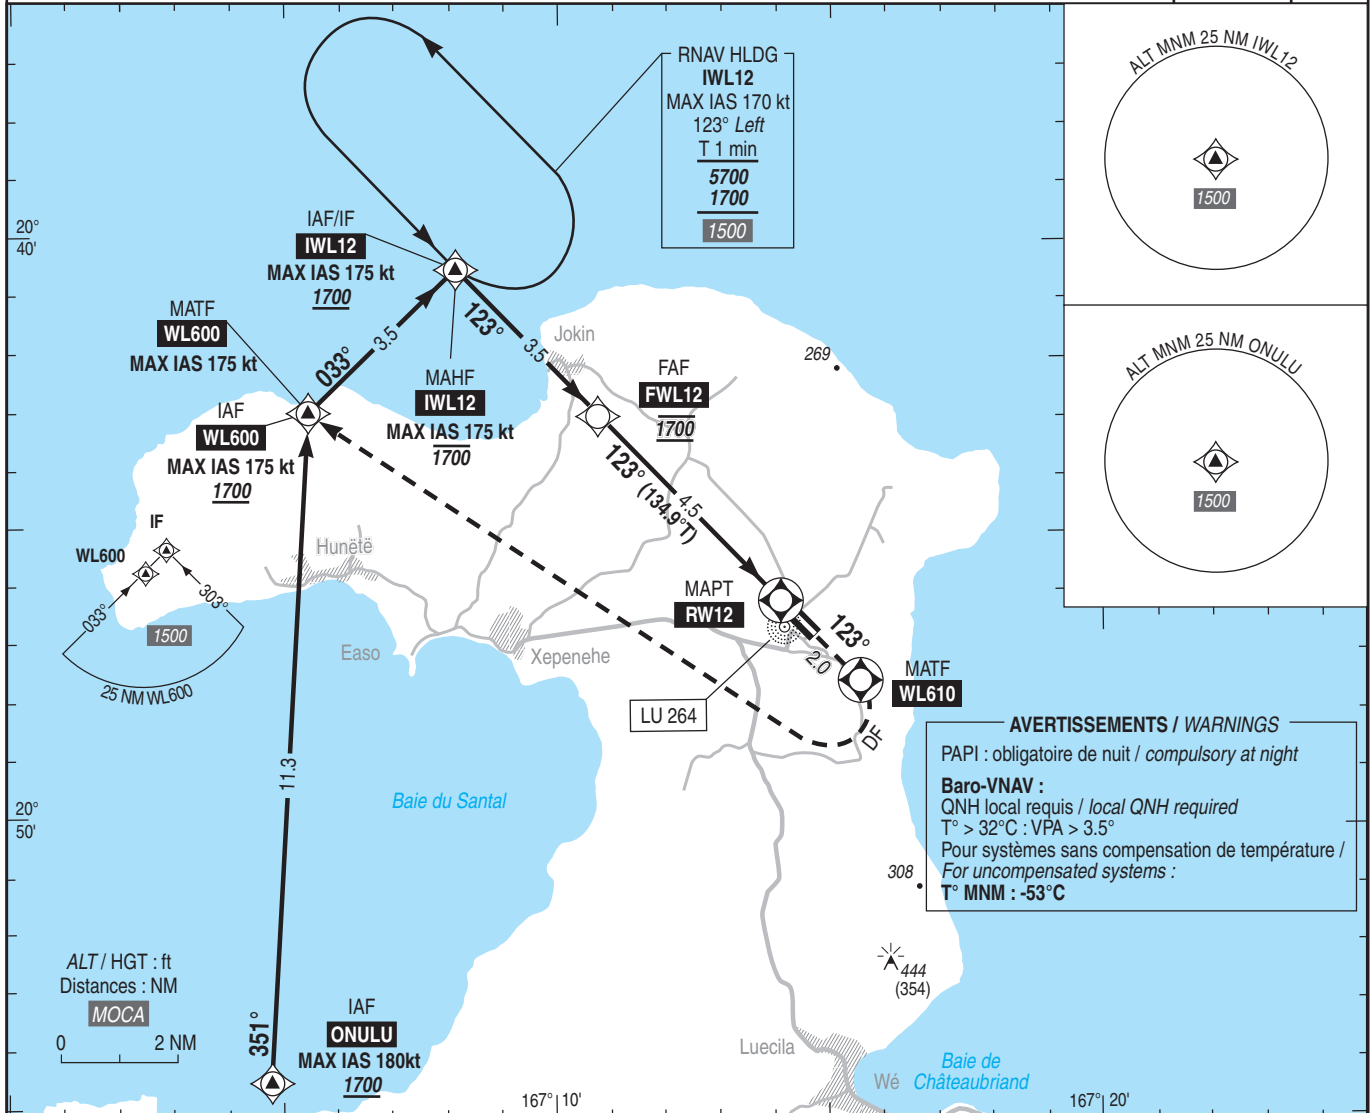 RNAV HLDG
IWL12
MAX IAS 170 kt
123° Left
T 1 min
5700
1700
1500
ALT MNM 25 NM IWL12
1500
ALT MNM 25 NM ONULU
1500
20°
40'
IAF/IF
IWL12
MAX IAS 175 kt
1700
MATF
WL600
MAX IAS 175 kt
033°
3.5
123°
3.5
Jokin
269
MAHF
IWL12
MAX IAS 175 kt
1700
FAF
FWL12
1700
IAF
WL600
MAX IAS 175 kt
1700
123° (134.9°T)
4.5
IF
WL600
033°
303°
1500
25 NM WL600
Hunëtë
Easo
Xepenehe
MAPT
RW12
123°
2.0
LU 264
MATF
WL610
DF
11.3
Baie du Santal
20°
50'
AVERTISSEMENTS / WARNINGS
PAPI : obligatoire de nuit / compulsory at night
Baro-VNAV :
QNH local requis / local QNH required
T° > 32°C : VPA > 3.5°
Pour systèmes sans compensation de température /
For uncompensated systems :
T° MNM : -53°C
308
444
(354)
ALT / HGT : ft
Distances : NM
MOCA
0 2 NM
351°
IAF
ONULU
MAX IAS 180kt
1700
Luecila
Wé
Baie de
Châteaubriand
167° 10'
167° 20'